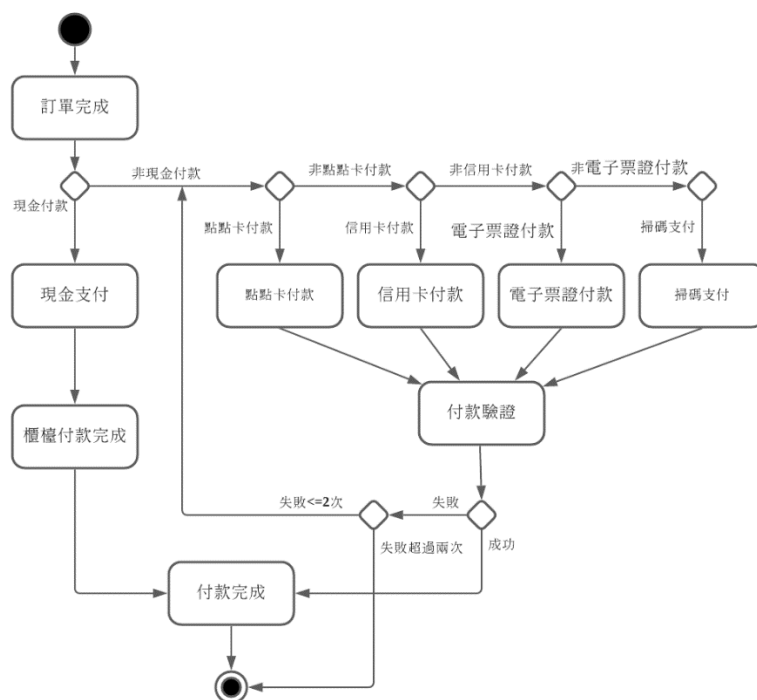 訂單完成
非現金付款
非點點卡付款
非信用卡付款
非電子票證付款
現金付款
點點卡付款
信用卡付款
電子票證付款
掃碼支付
現金支付
點點卡付款
信用卡付款
電子票證付款
掃碼支付
櫃檯付款完成
付款驗證
失敗<=2次
失敗
失敗超過兩次
成功
付款完成